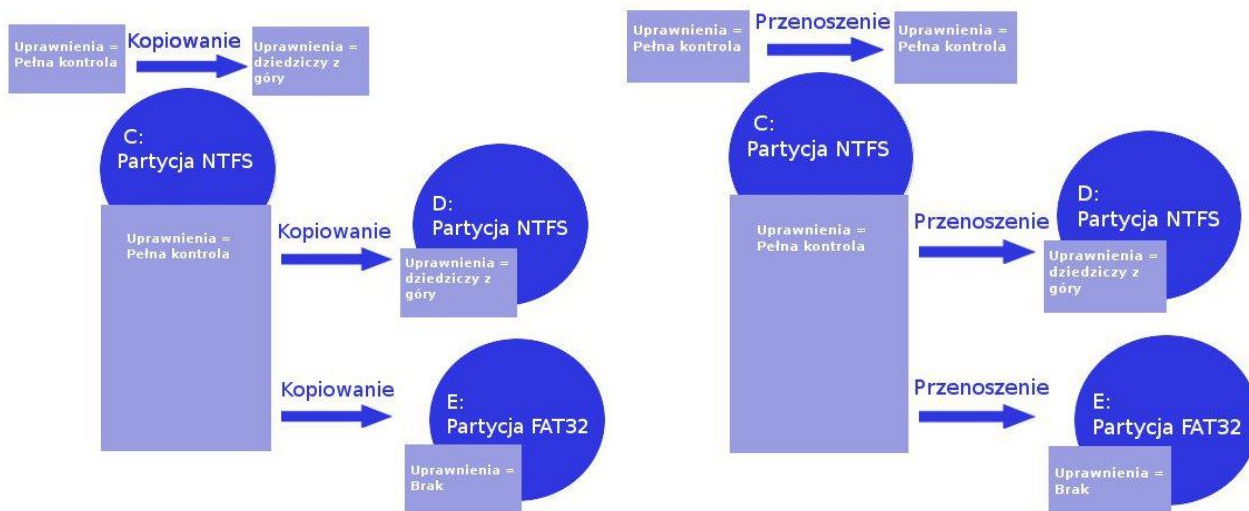 Uprawnienia =
Pełna kontrola
Kopiowanie
Uprawnienia =
dziedziczy z
góry
C:
Partycja NTFS
Uprawnienia =
Pełna kontrola
Kopiowanie
D:
Partycja NTFS
Uprawnienia =
dziedziczy z
góry
Kopiowanie
E:
Partycja FAT32
Uprawnienia =
Brak
Uprawnienia =
Pełna kontrola
Przenoszenie
Uprawnienia =
Pełna kontrola
C:
Partycja NTFS
Uprawnienia =
Pełna kontrola
Przenoszenie
D:
Partycja NTFS
Uprawnienia =
dziedziczy z
góry
Przenoszenie
E:
Partycja FAT32
Uprawnienia =
Brak